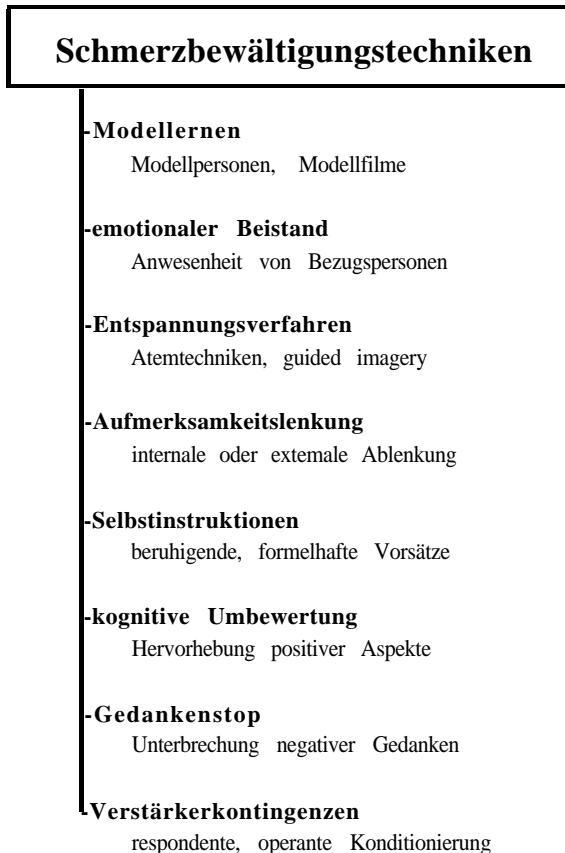 Schmerzbewältigungstechniken
-Modellernen
Modellpersonen, Modellfilme
-emotionaler Beistand
Anwesenheit von Bezugspersonen
-Entspannungsverfahren
Atemtechniken, guided imagery
-Aufmerksamkeitslenkung
internale oder extemale Ablenkung
-Selbstinstruktionen
beruhigende, formelhafte Vorsätze
-kognitive Umbewertung
Hervorhebung positiver Aspekte
-Gedankenstop
Unterbrechung negativer Gedanken
-Verstärkerkontingenzen
respondente, operante Konditionierung